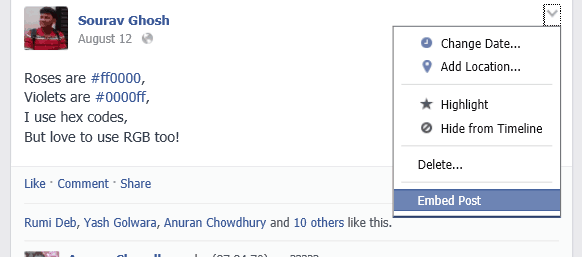 Sourav Ghosh
August 12
Roses are #ff0000,
Violets are #0000ff,
I use hex codes,
But love to use RGB too!
Change Date...
Add Location...
Highlight
Hide from Timeline
Delete...
Embed Post
Like · Comment · Share
Rumi Deb, Yash Golwara, Anuran Chowdhury and 10 others like this.